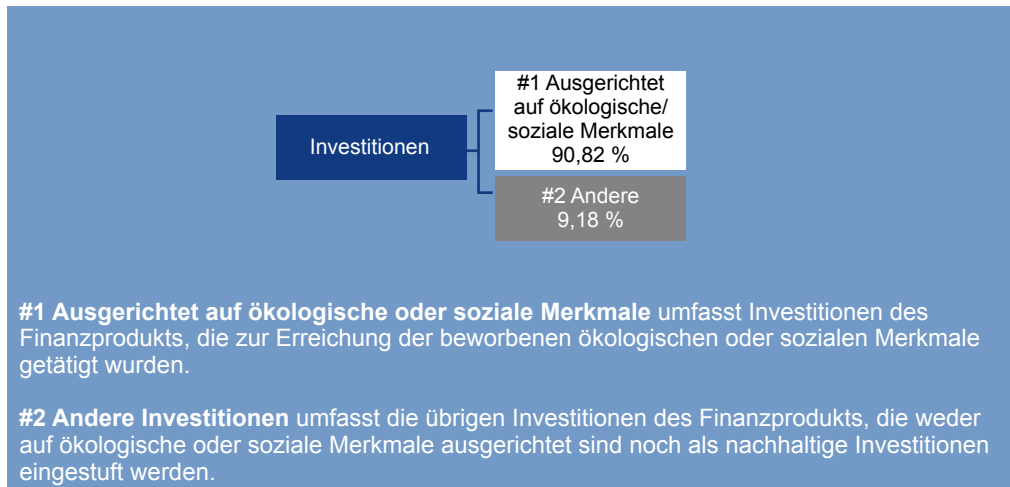 Investitionen
#1 Ausgerichtet
auf ökologische/
soziale Merkmale
90,82 %
#2 Andere
9,18 %
#1 Ausgerichtet auf ökologische oder soziale Merkmale umfasst Investitionen des
Finanzprodukts, die zur Erreichung der beworbenen ökologischen oder sozialen Merkmale
getätigt wurden.
#2 Andere Investitionen umfasst die übrigen Investitionen des Finanzprodukts, die weder
auf ökologische oder soziale Merkmale ausgerichtet sind noch als nachhaltige Investitionen
eingestuft werden.